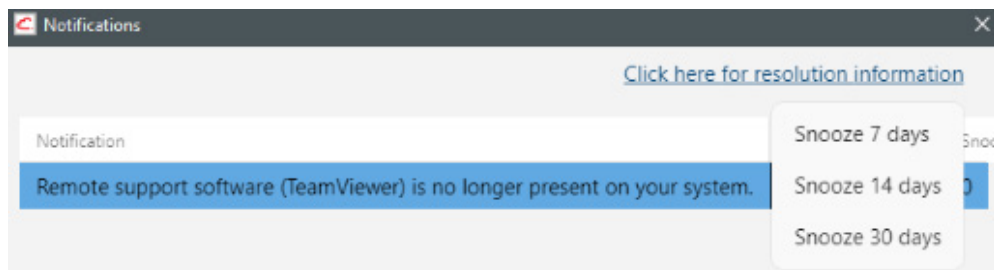 Notifications
Click here for resolution information
Notification
Remote support software (TeamViewer) is no longer present on your system.
Snooze 7 days
Snooze 14 days
Snooze 30 days